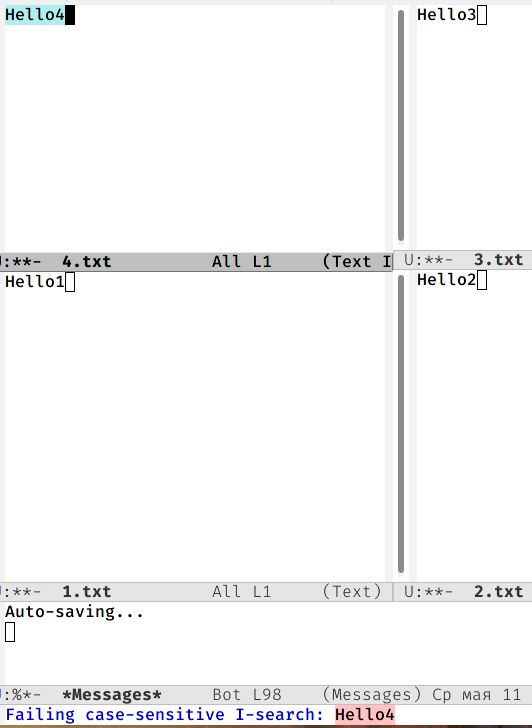 Hello4
Hello3
U:**-  4.txt          All L1     (Text I
U:**-  3.txt
Hello1
Hello2
U:**-  1.txt          All L1     (Text)
U:**-  2.txt
Auto-saving...
U:%*-  *Messages*     Bot L98    (Messages) Ср мая 11
Failing case-sensitive I-search: Hello4